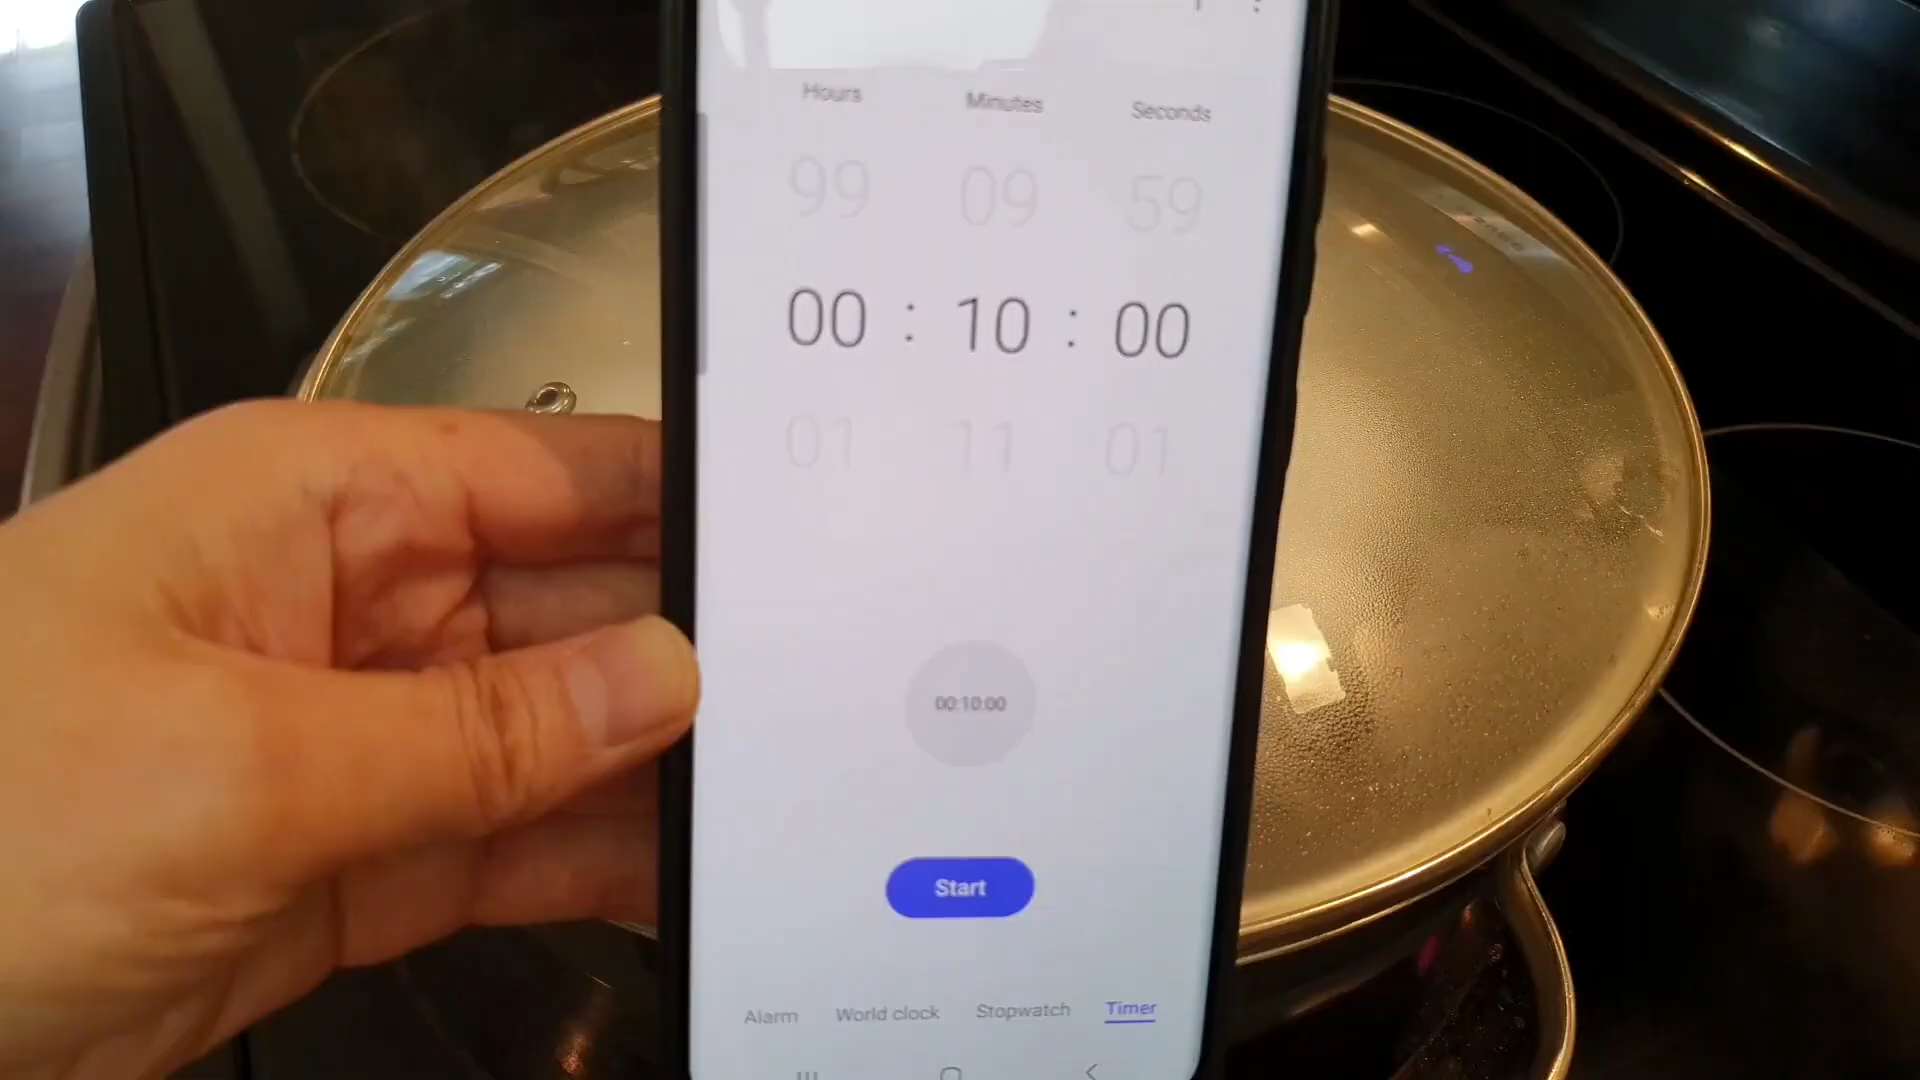 Hours Minutes Seconds
99 09 59
00 : 10 : 00
01 11 01
00:10:00
Start
Alarm World clock Stopwatch Timer